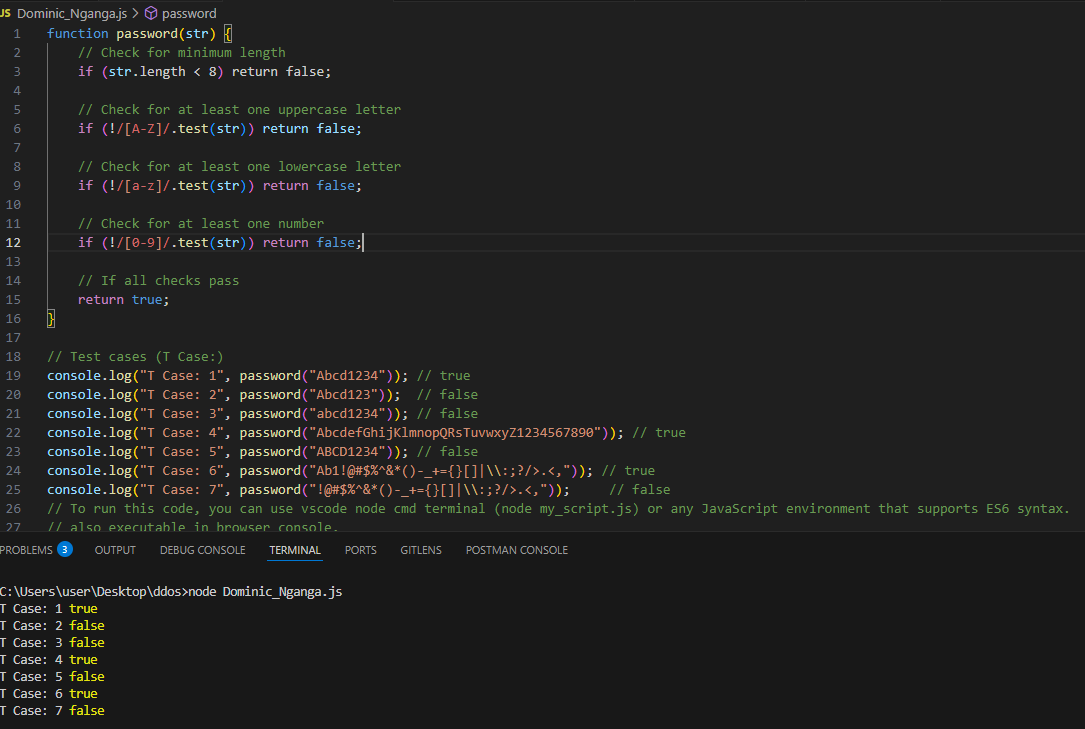 JS Dominic_Nganga.js > password
1 function password(str) {
2 // Check for minimum length
3 if (str.length < 8) return false;
4
5 // Check for at least one uppercase letter
6 if (!/[A-Z]/.test(str)) return false;
7
8 // Check for at least one lowercase letter
9 if (!/[a-z]/.test(str)) return false;
10
11 // Check for at least one number
12 if (!/[0-9]/.test(str)) return false;
13
14 // If all checks pass
15 return true;
16 }
17
18 // Test cases (T Case:)
19 console.log("T Case: 1", password("Abcd1234")); // true
20 console.log("T Case: 2", password("Abcd123"));  // false
21 console.log("T Case: 3", password("abcd1234")); // false
22 console.log("T Case: 4", password("AbcdefGhijKlmnopQRsTuvwxyZ1234567890")); // true
23 console.log("T Case: 5", password("ABCD1234")); // false
24 console.log("T Case: 6", password("Ab1!@#$%^&*()-_+={}[]|\\:;?/>.<,")); // true
25 console.log("T Case: 7", password("!@#$%^&*()-_+={}[]|\\:;?/>.<,"));     // false
26 // To run this code, you can use vscode node cmd terminal (node my_script.js) or any JavaScript environment that supports ES6 syntax.
27 // also executable in browser console.
PROBLEMS 3 OUTPUT DEBUG CONSOLE TERMINAL PORTS GITLENS POSTMAN CONSOLE
C:\Users\user\Desktop\ddos>node Dominic_Nganga.js
T Case: 1 true
T Case: 2 false
T Case: 3 false
T Case: 4 true
T Case: 5 false
T Case: 6 true
T Case: 7 false